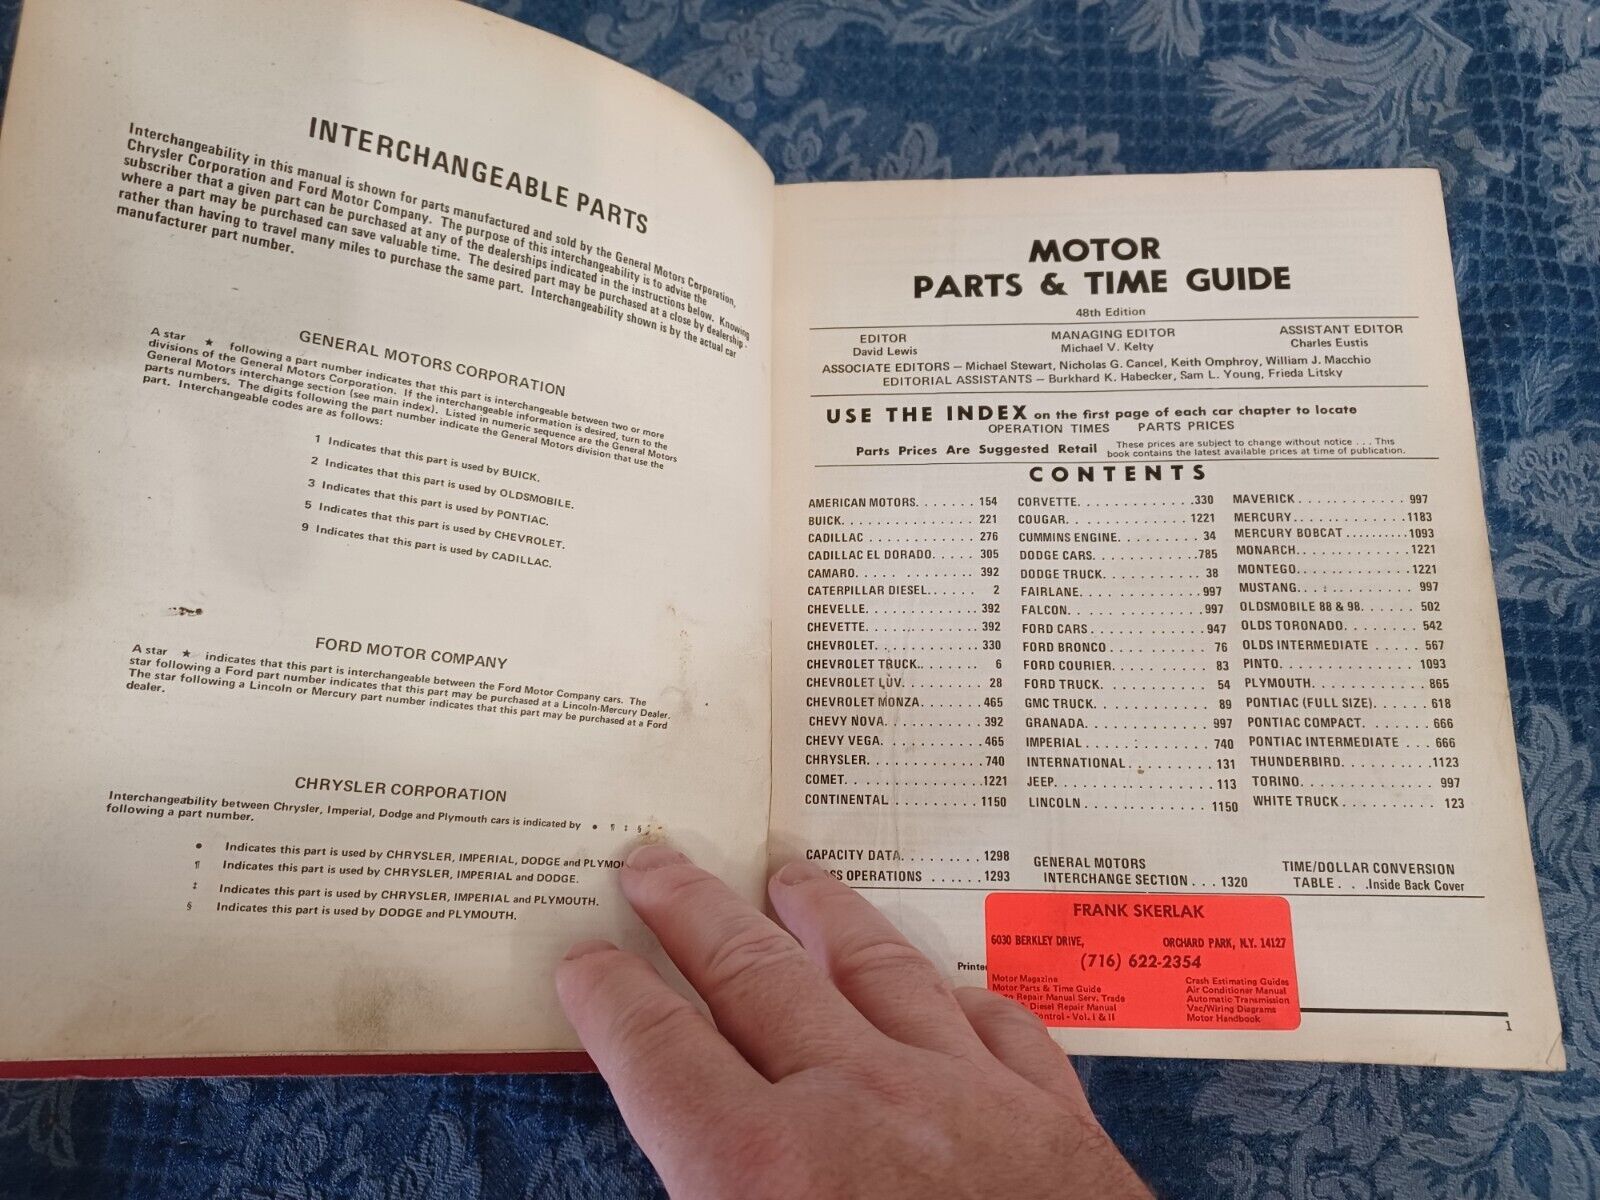 INTERCHANGEABLE PARTS
Interchangeability in this manual is shown for parts manufactured and sold by the General Motors Corporation,
Chrysler Corporation and Ford Motor Company. The purpose of this interchangeability is to advise the
subscriber that a given part can be purchased at any of the dealerships indicated in the instructions below. Knowing
where a part may be purchased can save valuable time. The desired part may be purchased at a close by dealership
rather than having to travel many miles to purchase the same part. Interchangeability shown is by the actual car
manufacturer part number.
GENERAL MOTORS CORPORATION
A star ★ following a part number indicates that this part is interchangeable between two or more
divisions of the General Motors Corporation. If the interchangeable information is desired, turn to the
General Motors interchange section (see main index). Listed in numeric sequence are the General Motors
parts numbers. The digits following the part number indicate the General Motors division that use the
part. Interchangeable codes are as follows:
1 Indicates that this part is used by BUICK.
2 Indicates that this part is used by OLDSMOBILE.
3 Indicates that this part is used by PONTIAC.
5 Indicates that this part is used by CHEVROLET.
9 Indicates that this part is used by CADILLAC.
FORD MOTOR COMPANY
A star ★ indicates that this part is interchangeable between the Ford Motor Company cars. The
star following a Ford part number indicates that this part may be purchased at a Lincoln-Mercury Dealer.
The star following a Lincoln or Mercury part number indicates that this part may be purchased at a Ford
dealer.
CHRYSLER CORPORATION
Interchangeability between Chrysler, Imperial, Dodge and Plymouth cars is indicated by ● ¶ ‡ §
following a part number.
● Indicates this part is used by CHRYSLER, IMPERIAL, DODGE and PLYMOU
¶ Indicates this part is used by CHRYSLER, IMPERIAL and DODGE.
‡ Indicates this part is used by CHRYSLER, IMPERIAL and PLYMOUTH.
§ Indicates this part is used by DODGE and PLYMOUTH.
MOTOR
PARTS & TIME GUIDE
48th Edition
EDITOR
David Lewis
MANAGING EDITOR
Michael V. Kelty
ASSISTANT EDITOR
Charles Eustis
ASSOCIATE EDITORS — Michael Stewart, Nicholas G. Cancel, Keith Omphroy, William J. Macchio
EDITORIAL ASSISTANTS — Burkhard K. Habecker, Sam L. Young, Frieda Litsky
USE THE INDEX on the first page of each car chapter to locate
OPERATION TIMES PARTS PRICES
Parts Prices Are Suggested Retail
These prices are subject to change without notice . . . This
book contains the latest available prices at time of publication.
CONTENTS
AMERICAN MOTORS. . . . . . . 154
BUICK. . . . . . . . . . . . . 221
CADILLAC . . . . . . . . . . . 276
CADILLAC EL DORADO. . . . . 305
CAMARO. . . . . . . . . . . . 392
CATERPILLAR DIESEL. . . . . . 2
CHEVELLE. . . . . . . . . . . 392
CHEVETTE. . . . . . . . . . . 392
CHEVROLET. . . . . . . . . . 330
CHEVROLET TRUCK. . . . . . . 6
CHEVROLET LUV. . . . . . . . 28
CHEVROLET MONZA. . . . . . 465
CHEVY NOVA. . . . . . . . . 392
CHEVY VEGA. . . . . . . . . 465
CHRYSLER. . . . . . . . . . . 740
COMET. . . . . . . . . . . . 1221
CONTINENTAL . . . . . . . . 1150
CORVETTE. . . . . . . . . . . 330
COUGAR. . . . . . . . . . . 1221
CUMMINS ENGINE. . . . . . . . 34
DODGE CARS. . . . . . . . . . 785
DODGE TRUCK. . . . . . . . . 38
FAIRLANE. . . . . . . . . . . 997
FALCON. . . . . . . . . . . . 997
FORD CARS . . . . . . . . . . 947
FORD BRONCO . . . . . . . . . 76
FORD COURIER. . . . . . . . . 83
FORD TRUCK. . . . . . . . . . 54
GMC TRUCK. . . . . . . . . . 89
GRANADA. . . . . . . . . . . 997
IMPERIAL . . . . . . . . . . . 740
INTERNATIONAL. . . . . . . . 131
JEEP. . . . . . . . . . . . . . 113
LINCOLN . . . . . . . . . . . 1150
MAVERICK . . . . . . . . . . . 997
MERCURY. . . . . . . . . . . 1183
MERCURY BOBCAT . . . . . . . 1093
MONARCH. . . . . . . . . . . 1221
MONTEGO. . . . . . . . . . . 1221
MUSTANG. . . . . . . . . . . 997
OLDSMOBILE 88 & 98. . . . . . 502
OLDS TORONADO. . . . . . . . 542
OLDS INTERMEDIATE . . . . . 567
PINTO. . . . . . . . . . . . . 1093
PLYMOUTH. . . . . . . . . . . 865
PONTIAC (FULL SIZE). . . . . . 618
PONTIAC COMPACT. . . . . . . 666
PONTIAC INTERMEDIATE . . . 666
THUNDERBIRD. . . . . . . . . 1123
TORINO. . . . . . . . . . . . 997
WHITE TRUCK . . . . . . . . . 123
CAPACITY DATA. . . . . . . . 1298
OSS OPERATIONS . . . . . . 1293
GENERAL MOTORS
INTERCHANGE SECTION . . . 1320
TIME/DOLLAR CONVERSION
TABLE. . . .Inside Back Cover
FRANK SKERLAK
6030 BERKLEY DRIVE, ORCHARD PARK, N.Y. 14127
(716) 622-2354
Motor Magazine
Motor Parts & Time Guide
Repair Manual Serv. Trade
Diesel Repair Manual
ontrol - Vol. I & II
Crash Estimating Guides
Air Conditioner Manual
Automatic Transmission
Vac/Wiring Diagrams
Motor Handbook
Printed
1